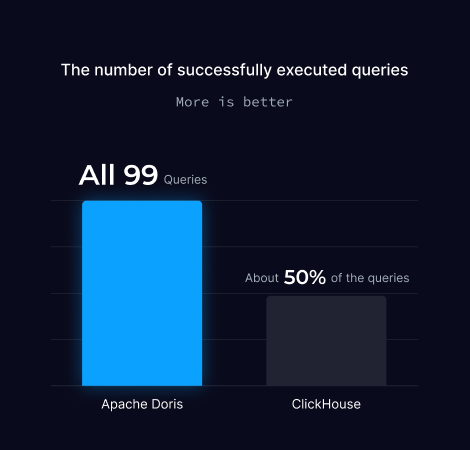 The number of successfully executed queries
More is better
All 99 Queries
About 50% of the queries
Apache Doris
ClickHouse